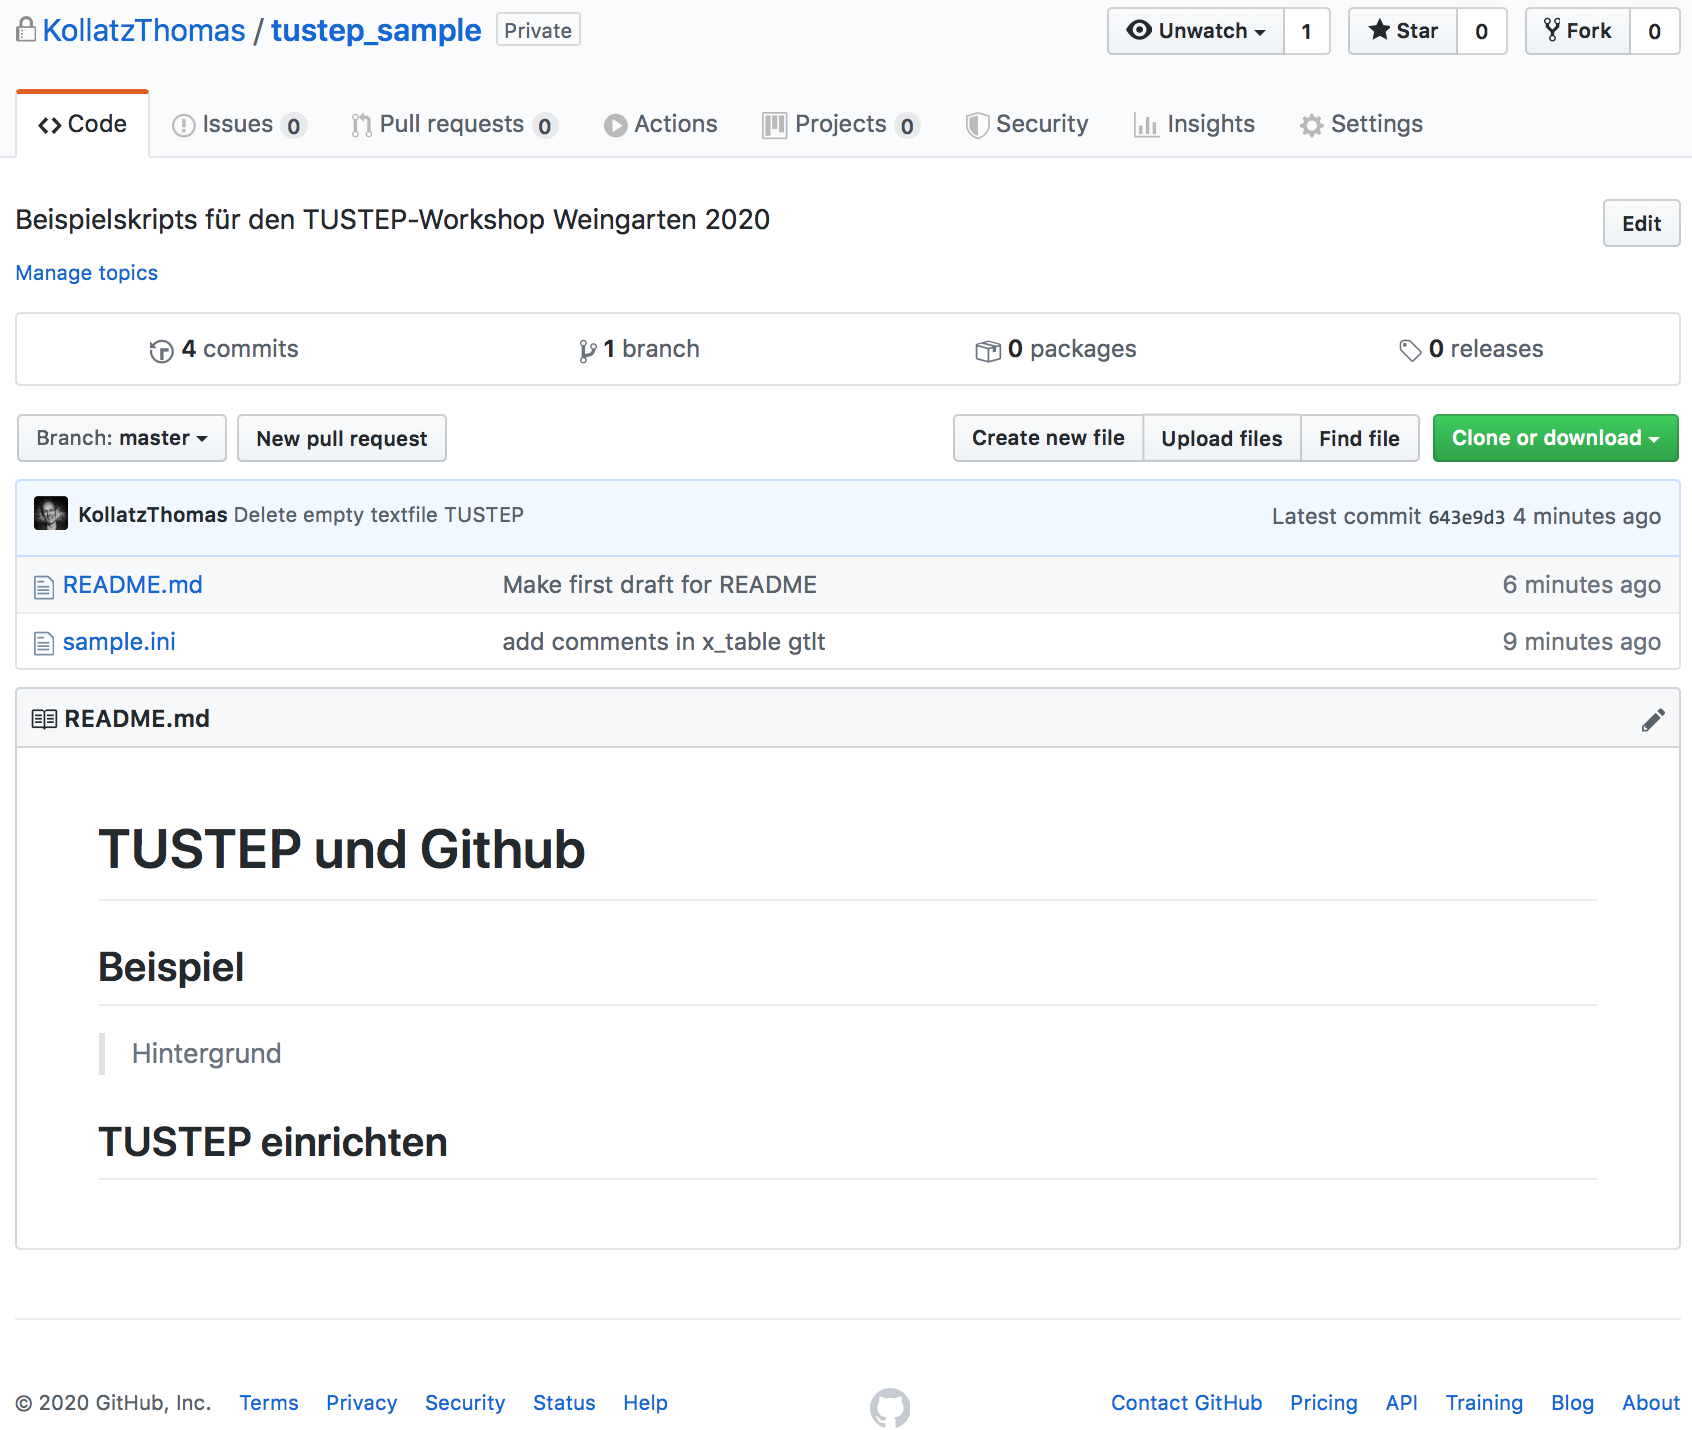 KollatzThomas / tustep_sample Private Unwatch 1 Star 0 Fork 0
Code Issues 0 Pull requests 0 Actions Projects 0 Security Insights Settings
Beispielskripts für den TUSTEP-Workshop Weingarten 2020 Edit
Manage topics
4 commits 1 branch 0 packages 0 releases
Branch: master New pull request Create new file Upload files Find file Clone or download
KollatzThomas Delete empty textfile TUSTEP Latest commit 643e9d3 4 minutes ago
README.md Make first draft for README 6 minutes ago
sample.ini add comments in x_table gtlt 9 minutes ago
README.md
TUSTEP und Github
Beispiel
Hintergrund
TUSTEP einrichten
© 2020 GitHub, Inc. Terms Privacy Security Status Help Contact GitHub Pricing API Training Blog About